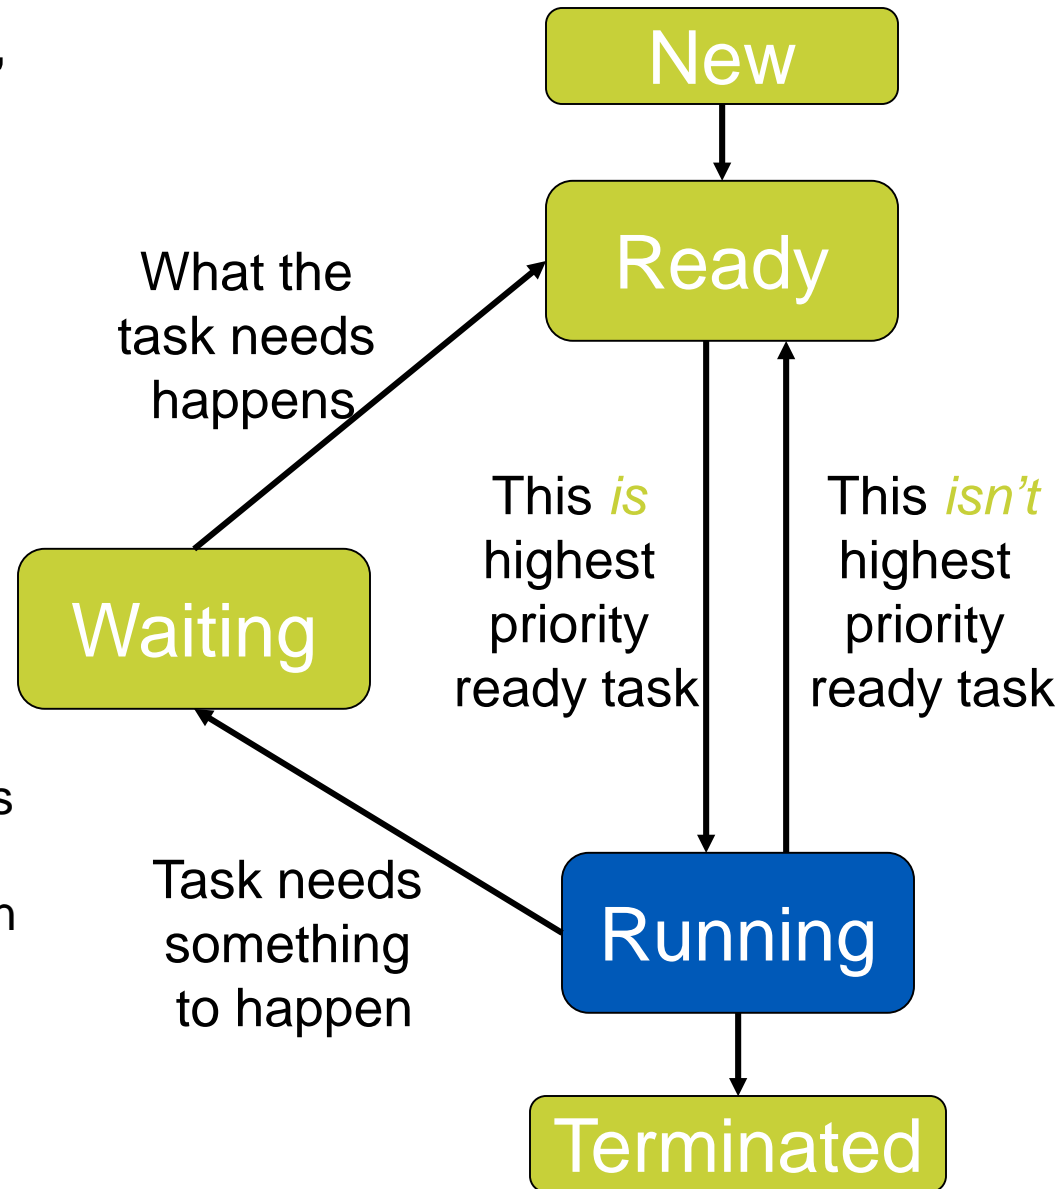 ,
New
Ready
What the
task needs
happens
This is
highest
priority
ready task
This isn’t
highest
priority
ready task
Waiting
s
n
Task needs
something
to happen
Running
Terminated